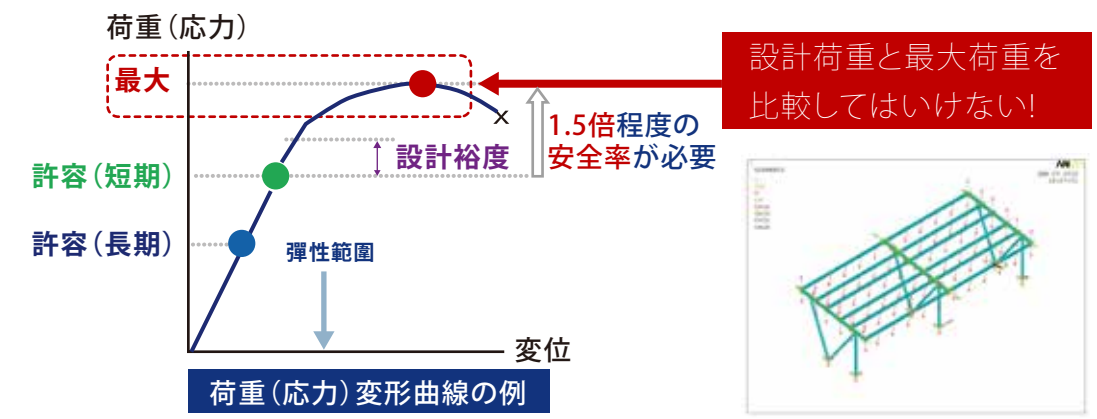 荷重(応力)
最大
設計荷重と最大荷重を
比較してはいけない!
x
1.5倍程度の
安全率が必要
設計裕度
許容(短期)
許容(長期)
彈性範圍
変位
荷重(応力)変形曲線の例